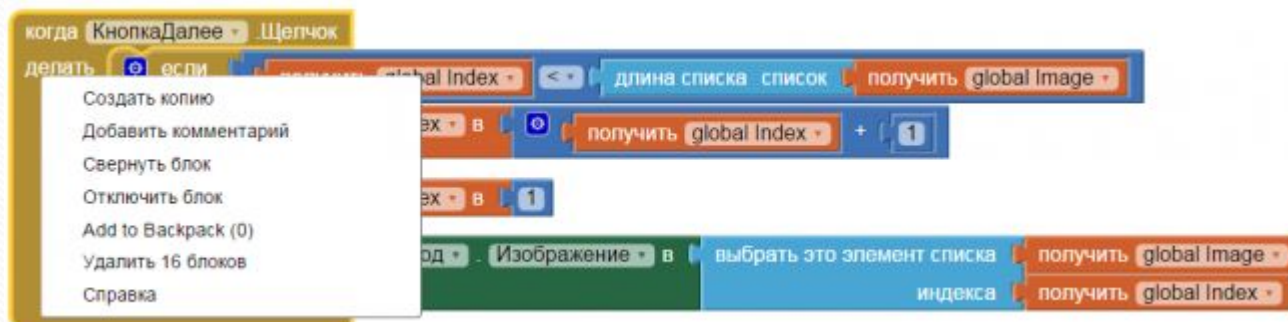 когда КнопкаДалее .Щелчок
делать если global Index < длина списка список получить global Image
Создать копию
Добавить комментарий
ex в получить global Index + 1
Свернуть блок
Отключить блок
ex в 1
Add to Backpack (0)
Удалить 16 блоков
од . Изображение в выбрать это элемент списка получить global Image
Справка
индекса получить global Index